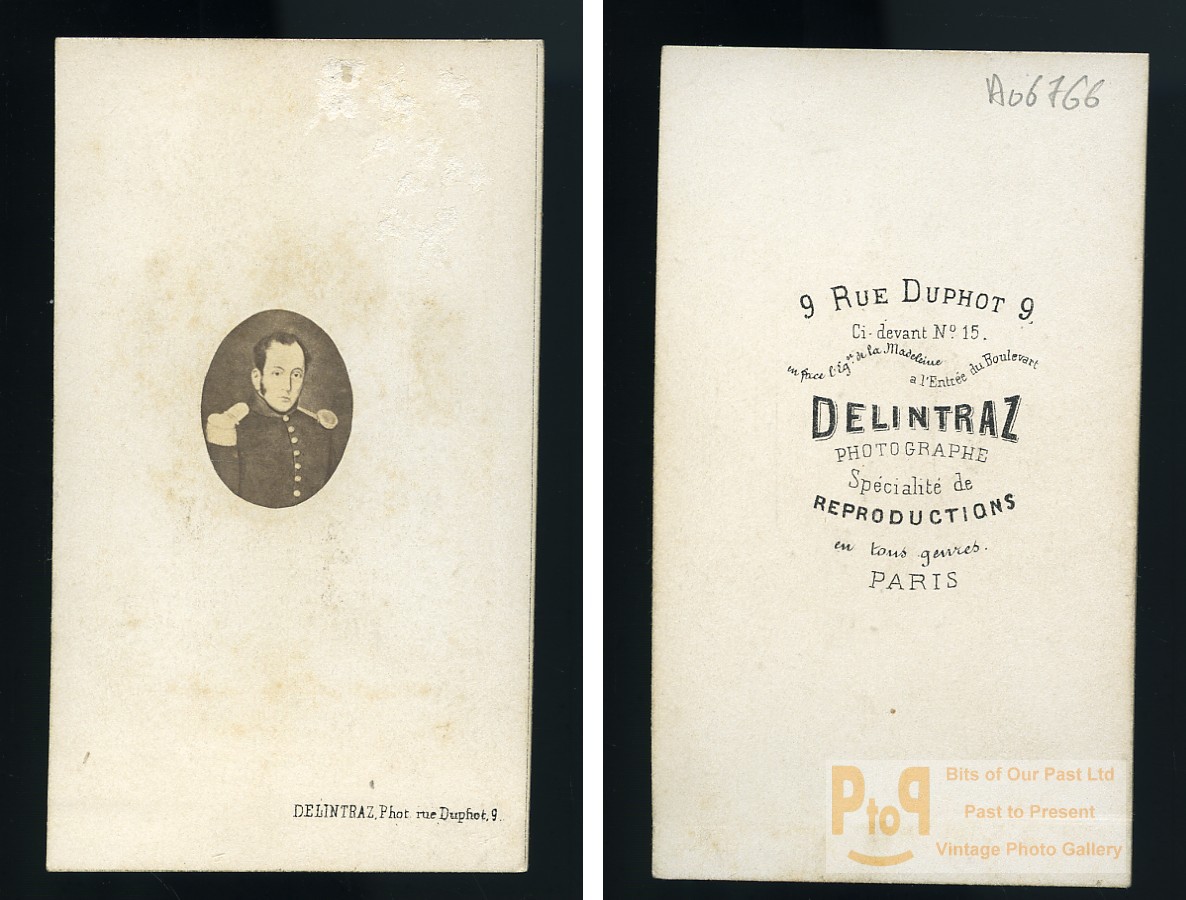 DELINTRAZ, Phot. rue Duphot, 9.
A06766
9 RUE DUPHOT 9
Ci-devant No 15.
en face l'Egse de la Madeleine
a l'Entrée du Boulevart
DELINTRAZ
PHOTOGRAPHE
Spécialité de
REPRODUCTIONS
en tous genres.
PARIS
PtoP
Bits of Our Past Ltd
Past to Present
Vintage Photo Gallery